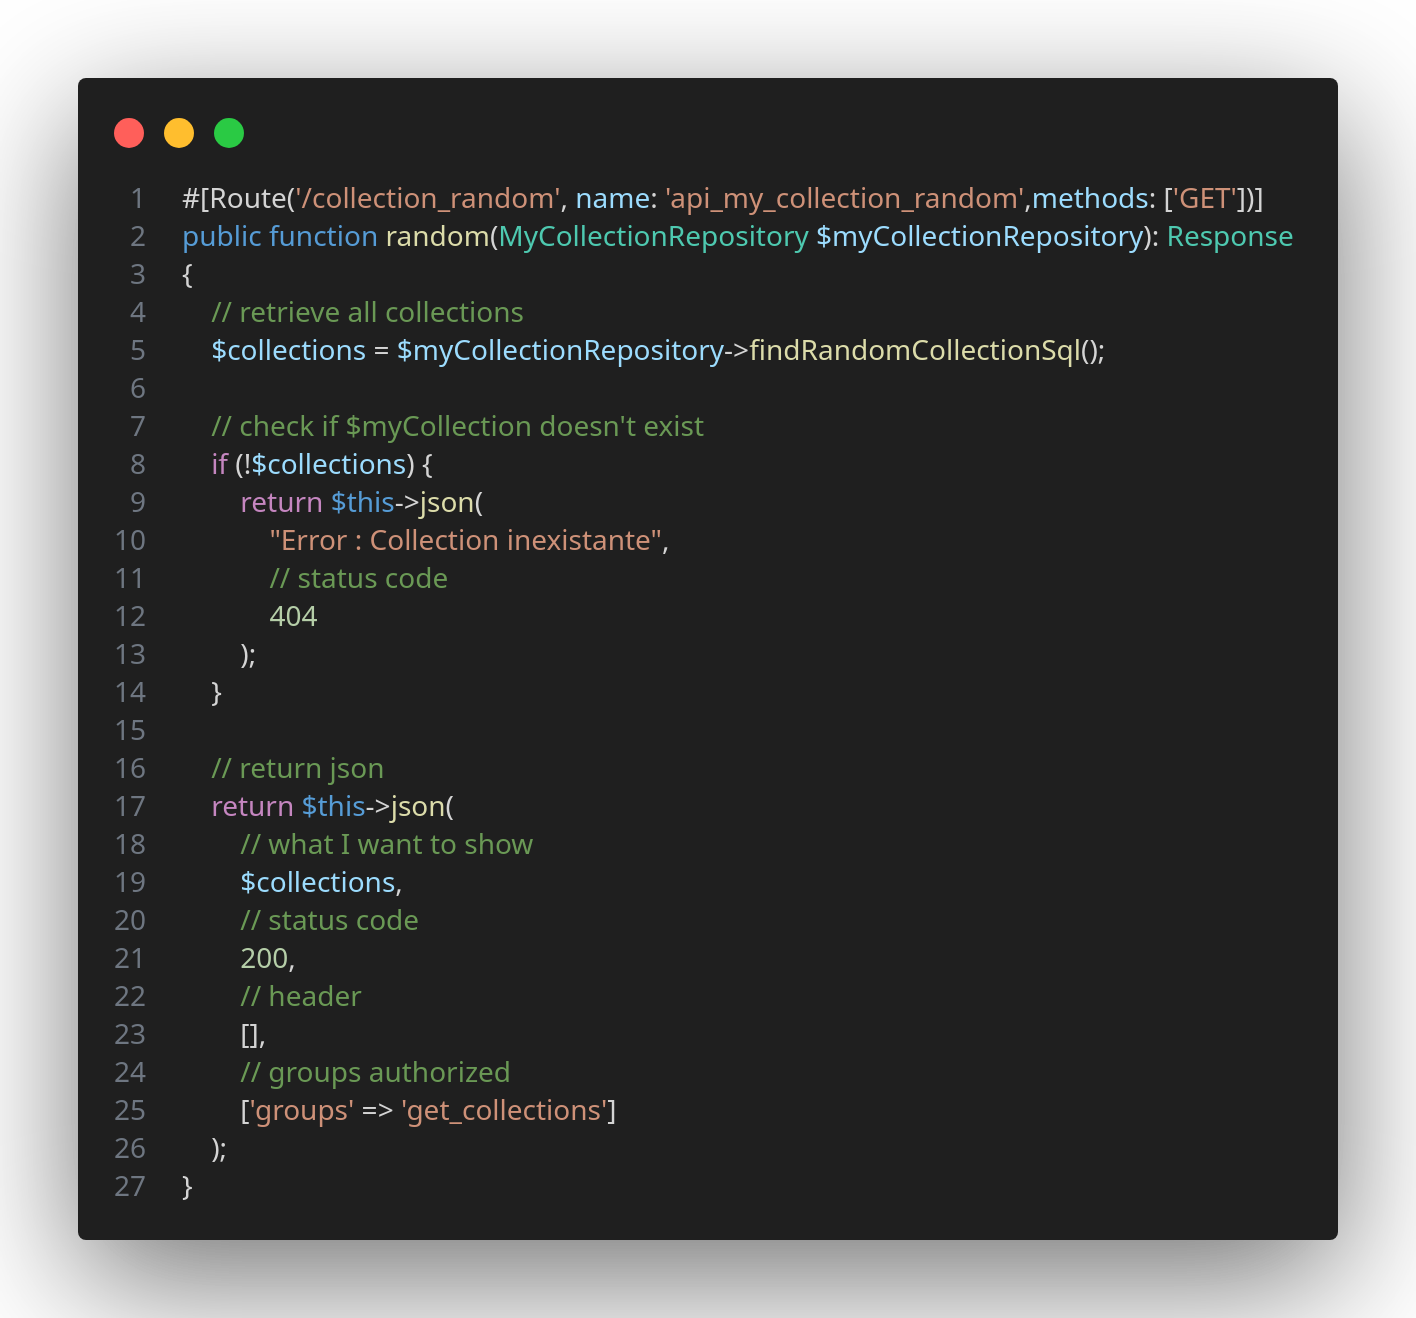 1 #[Route('/collection_random', name: 'api_my_collection_random',methods: ['GET'])]
2 public function random(MyCollectionRepository $myCollectionRepository): Response
3 {
4     // retrieve all collections
5     $collections = $myCollectionRepository->findRandomCollectionSql();
6
7     // check if $myCollection doesn't exist
8     if (!$collections) {
9         return $this->json(
10             "Error : Collection inexistante",
11             // status code
12             404
13         );
14     }
15
16     // return json
17     return $this->json(
18         // what I want to show
19         $collections,
20         // status code
21         200,
22         // header
23         [],
24         // groups authorized
25         ['groups' => 'get_collections']
26     );
27 }